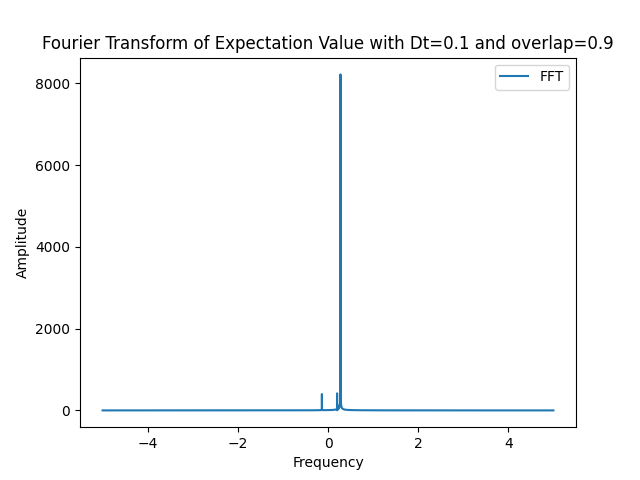 Fourier Transform of Expectation Value with Dt=0.1 and overlap=0.9
FFT
8000
6000
4000
2000
0
Amplitude
−4
−2
0
2
4
Frequency